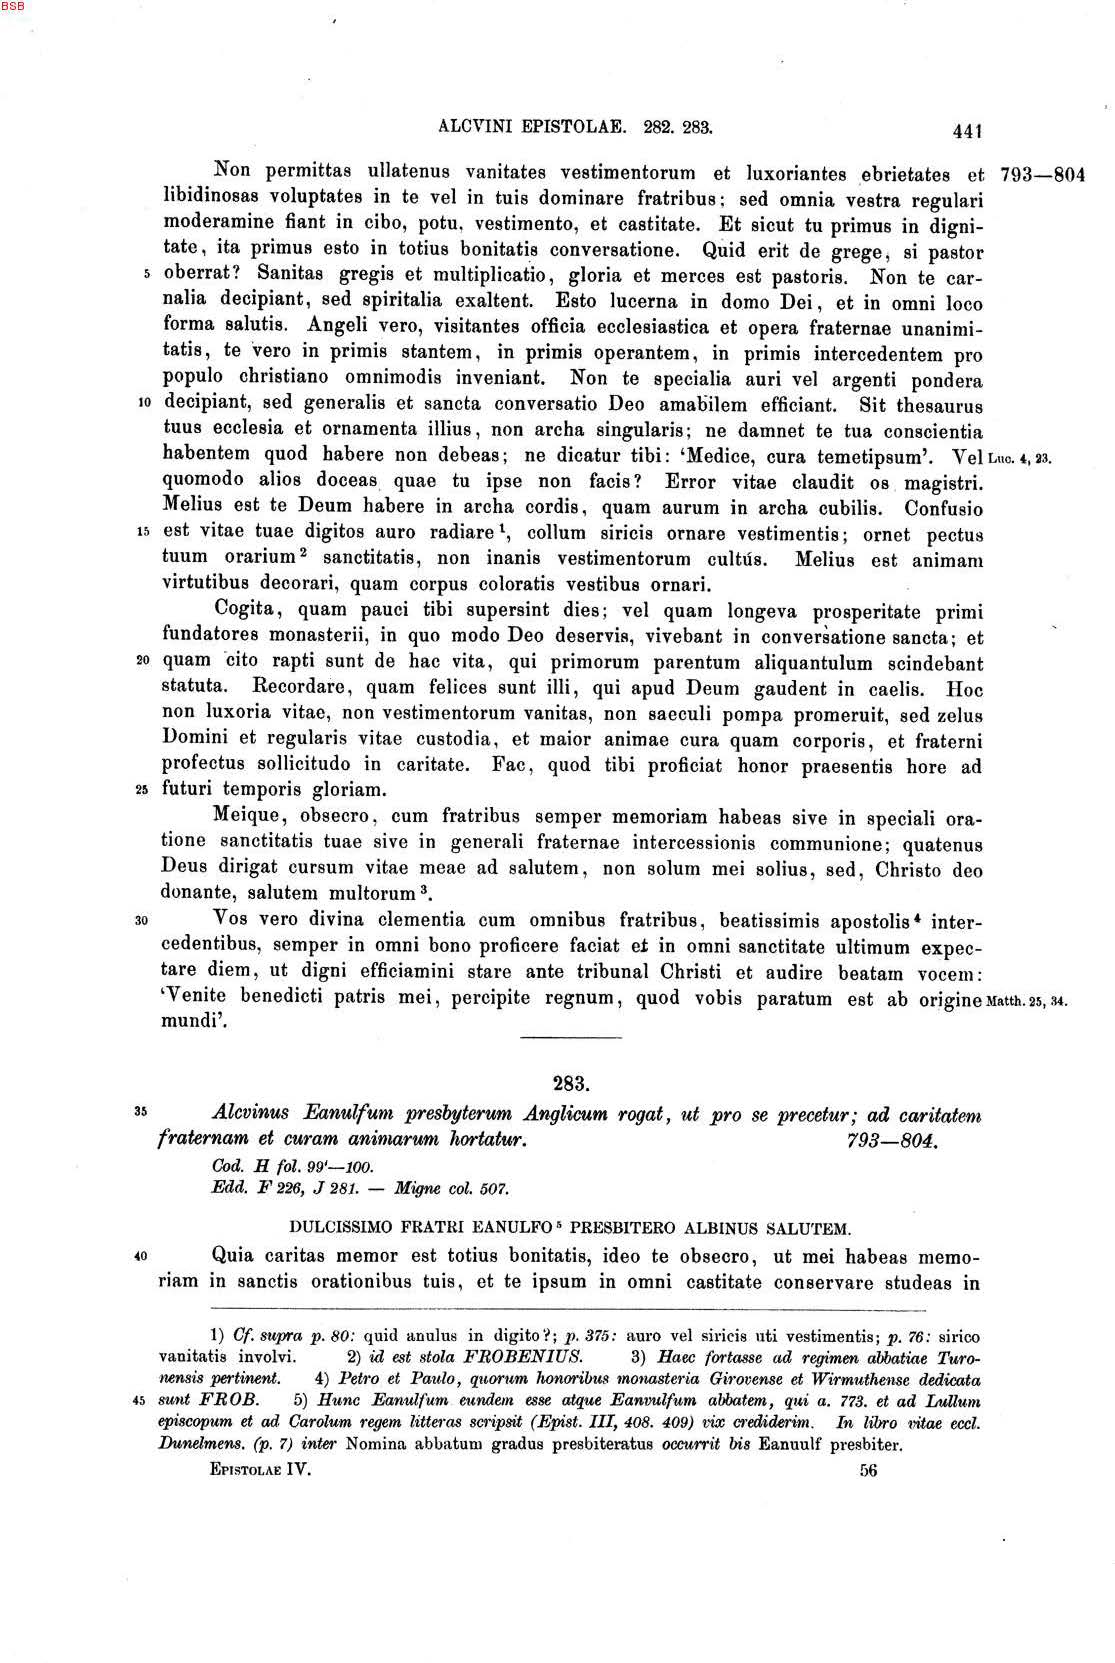 BSB
ALCVINI EPISTOLAE. 282. 283.
441
Non permittas ullatenus vanitates vestimentorum et luxoriantes ebrietates et 793—804
libidinosas voluptates in te vel in tuis dominare fratribus; sed omnia vestra regulari
moderamine fiant in cibo, potu, vestimento, et castitate. Et sicut tu primus in digni-
tate, ita primus esto in totius bonitatis conversatione. Quid erit de grege, si pastor
5 oberrat? Sanitas gregis et multiplicatio, gloria et merces est pastoris. Non te car-
nalia decipiant, sed spiritalia exaltent. Esto lucerna in domo Dei, et in omni loco
forma salutis. Angeli vero, visitantes officia ecclesiastica et opera fraternae unanimi-
tatis, te vero in primis stantem, in primis operantem, in primis intercedentem pro
populo christiano omnimodis inveniant. Non te specialia auri vel argenti pondera
10 decipiant, sed generalis et sancta conversatio Deo amabilem efficiant. Sit thesaurus
tuus ecclesia et ornamenta illius, non archa singularis; ne damnet te tua conscientia
habentem quod habere non debeas; ne dicatur tibi: ‘Medice, cura temetipsum’. Vel Luc. 4, 23.
quomodo alios doceas quae tu ipse non facis? Error vitae claudit os magistri.
Melius est te Deum habere in archa cordis, quam aurum in archa cubilis. Confusio
15 est vitae tuae digitos auro radiare¹, collum siricis ornare vestimentis; ornet pectus
tuum orarium² sanctitatis, non inanis vestimentorum cultús. Melius est animam
virtutibus decorari, quam corpus coloratis vestibus ornari.
Cogita, quam pauci tibi supersint dies; vel quam longeva prosperitate primi
fundatores monasterii, in quo modo Deo deservis, vivebant in conversatione sancta; et
20 quam cito rapti sunt de hac vita, qui primorum parentum aliquantulum scindebant
statuta. Recordare, quam felices sunt illi, qui apud Deum gaudent in caelis. Hoc
non luxoria vitae, non vestimentorum vanitas, non saeculi pompa promeruit, sed zelus
Domini et regularis vitae custodia, et maior animae cura quam corporis, et fraterni
profectus sollicitudo in caritate. Fac, quod tibi proficiat honor praesentis hore ad
25 futuri temporis gloriam.
Meique, obsecro, cum fratribus semper memoriam habeas sive in speciali ora-
tione sanctitatis tuae sive in generali fraternae intercessionis communione; quatenus
Deus dirigat cursum vitae meae ad salutem, non solum mei solius, sed, Christo deo
donante, salutem multorum³.
30 Vos vero divina clementia cum omnibus fratribus, beatissimis apostolis⁴ inter-
cedentibus, semper in omni bono proficere faciat et in omni sanctitate ultimum expec-
tare diem, ut digni efficiamini stare ante tribunal Christi et audire beatam vocem:
‘Venite benedicti patris mei, percipite regnum, quod vobis paratum est ab origine Matth. 25, 34.
mundi’.
283.
35 Alcvinus Eanulfum presbyterum Anglicum rogat, ut pro se precetur; ad caritatem
fraternam et curam animarum hortatur. 793—804.
Cod. H fol. 99'—100.
Edd. F 226, J 281. — Migne col. 507.
DULCISSIMO FRATRI EANULFO⁵ PRESBITERO ALBINUS SALUTEM.
40 Quia caritas memor est totius bonitatis, ideo te obsecro, ut mei habeas memo-
riam in sanctis orationibus tuis, et te ipsum in omni castitate conservare studeas in
1) Cf. supra p. 80: quid anulus in digito?; p. 375: auro vel siricis uti vestimentis; p. 76: sirico
vanitatis involvi. 2) id est stola FROBENIUS. 3) Haec fortasse ad regimen abbatiae Turo-
nensis pertinent. 4) Petro et Paulo, quorum honoribus monasteria Girovense et Wirmuthense dedicata
45 sunt FROB. 5) Hunc Eanulfum eundem esse atque Eanvulfum abbatem, qui a. 773. et ad Lullum
episcopum et ad Carolum regem litteras scripsit (Epist. III, 408. 409) vix crediderim. In libro vitae eccl.
Dunelmens. (p. 7) inter Nomina abbatum gradus presbiteratus occurrit bis Eanuulf presbiter.
EPISTOLAE IV.
56